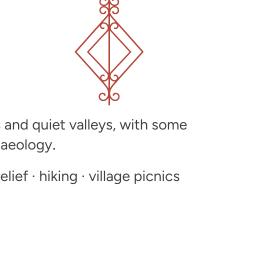 and quiet valleys, with some
aeology.
elief · hiking · village picnics